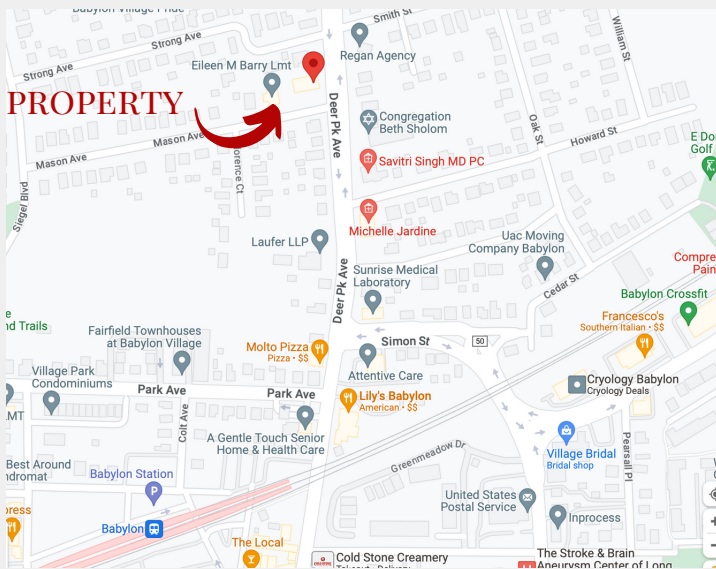 Babylon Village Pride
Smith St
William St
Strong Ave
Regan Agency
Strong Ave
Eileen M Barry Lmt
PROPERTY
Deer Pk Ave
Congregation
Beth Sholom
Oak St
Howard St
Mason Ave
Mason Ave
Savitri Singh MD PC
Siegel Blvd
Michelle Jardine
Laufer LLP
Uac Moving
Company Babylon
Deer Pk Ave
Sunrise Medical
Laboratory
Cedar St
Babylon Crossfit
Francesco's
Southern Italian • $$
nd Trails
Fairfield Townhouses
at Babylon Village
Molto Pizza
Pizza • $$
Simon St
50
Attentive Care
Village Park
Condominiums
Park Ave
Park Ave
Lily's Babylon
American • $$
Cryology Babylon
Cryology Deals
Colt Ave
A Gentle Touch Senior
Home & Health Care
Village Bridal
Bridal shop
Pearsall Pl
Greenmeadow Dr
Best Around
Babylon Station
P
United States
Postal Service
Inprocess
Babylon
The Local
Cold Stone Creamery
The Stroke & Brain
Aneurysm Center of Long